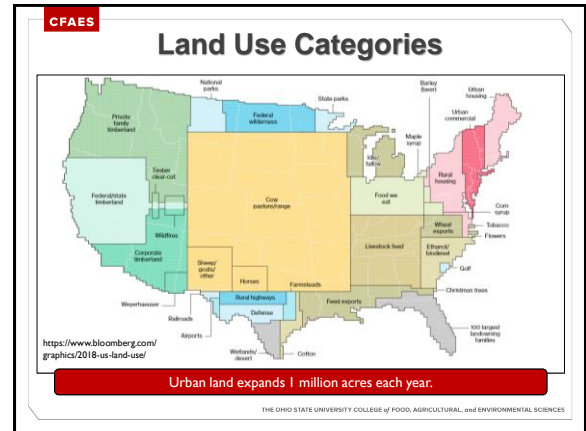 CFAES
Land Use Categories
National
parks
State parks
Barley
(beer)
Urban
housing
Urban
commercial
Private
family
timberland
Federal
wilderness
Maple
syrup
Idle/
fallow
Timber
clear-cut
Rural
housing
Federal/state
timberland
Cow
pasture/range
Food we
eat
Corn
syrup
Wildfires
Wheat
exports
Tobacco
Flowers
Livestock feed
Ethanol/
biodiesel
Corporate
timberland
Sheep/
goats/
other
Golf
Horses
Farmsteads
Christmas trees
Weyerhaeuser
Rural highways
Feed exports
Railroads
Defense
Airports
100 largest
landowning
families
Wetlands/
desert
Cotton
https://www.bloomberg.com/
graphics/2018-us-land-use/
Urban land expands 1 million acres each year.
THE OHIO STATE UNIVERSITY COLLEGE of FOOD, AGRICULTURAL, and ENVIRONMENTAL SCIENCES